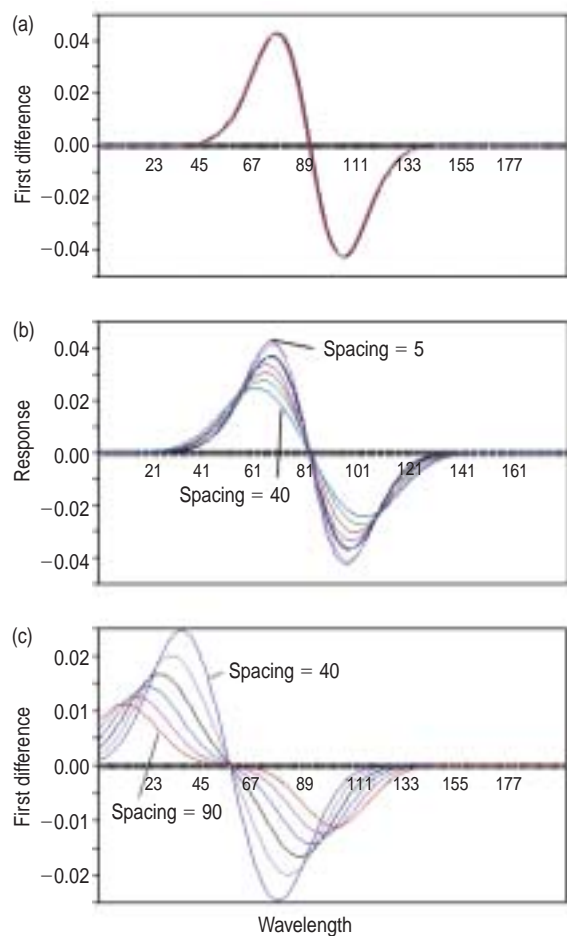 (a)
First difference
0.04
0.02
0.00
−0.02
−0.04
23 45 67 89 111 133 155 177
(b)
Response
0.04
0.02
0.00
−0.02
−0.04
Spacing = 5
21 41 61 81 101 121 141 161
Spacing = 40
(c)
First difference
0.02
0.01
0.00
−0.01
−0.02
Spacing = 40
23 45 67 89 111 133 155 177
Spacing = 90
Wavelength